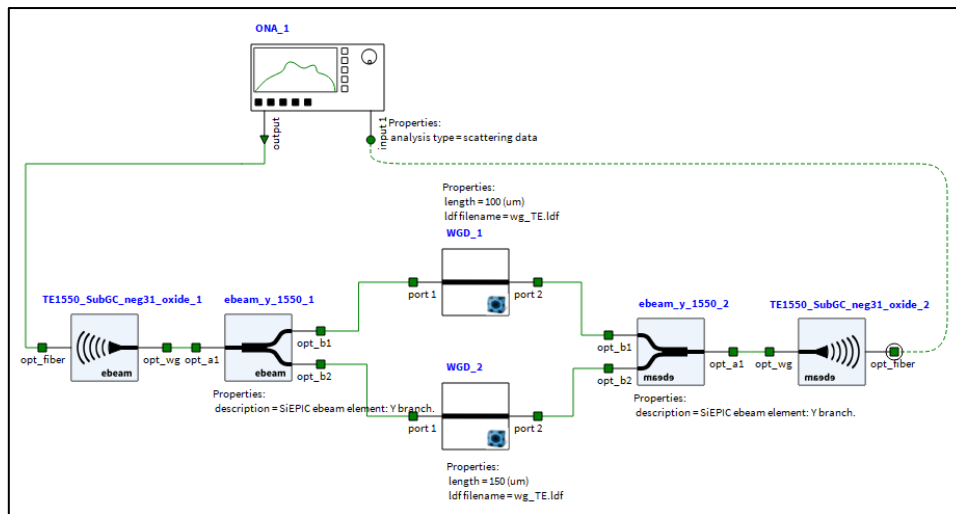 ONA_1
output
input 1
Properties:
analysis type = scattering data
Properties:
length = 100 (um)
ldf filename = wg_TE.ldf
WGD_1
port 1
port 2
TE1550_SubGC_neg31_oxide_1
opt_fiber
opt_wg
ebeam
ebeam_y_1550_1
opt_a1
opt_b1
opt_b2
ebeam
Properties:
description = SiEPIC ebeam element: Y branch.
WGD_2
port 1
port 2
Properties:
length = 150 (um)
ldf filename = wg_TE.ldf
ebeam_y_1550_2
opt_b1
opt_b2
opt_a1
ebeam
Properties:
description = SiEPIC ebeam element: Y branch.
TE1550_SubGC_neg31_oxide_2
opt_wg
opt_fiber
ebeam